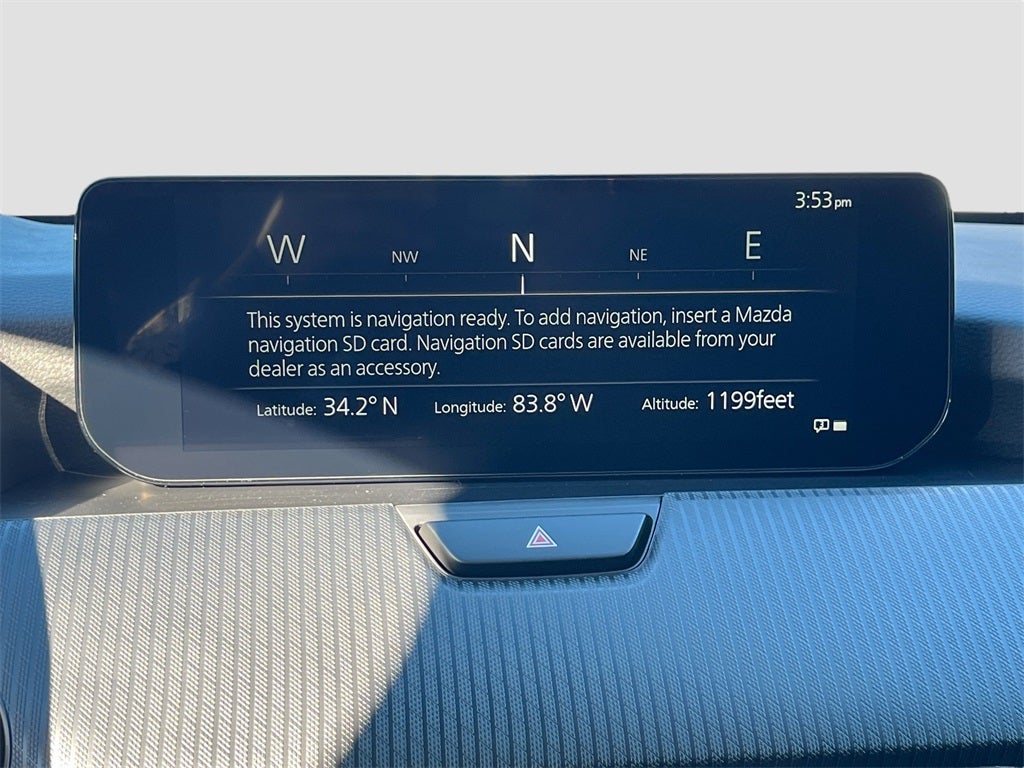 3:53pm
W NW N NE E
This system is navigation ready. To add navigation, insert a Mazda
navigation SD card. Navigation SD cards are available from your
dealer as an accessory.
Latitude: 34.2° N Longitude: 83.8° W Altitude: 1199feet